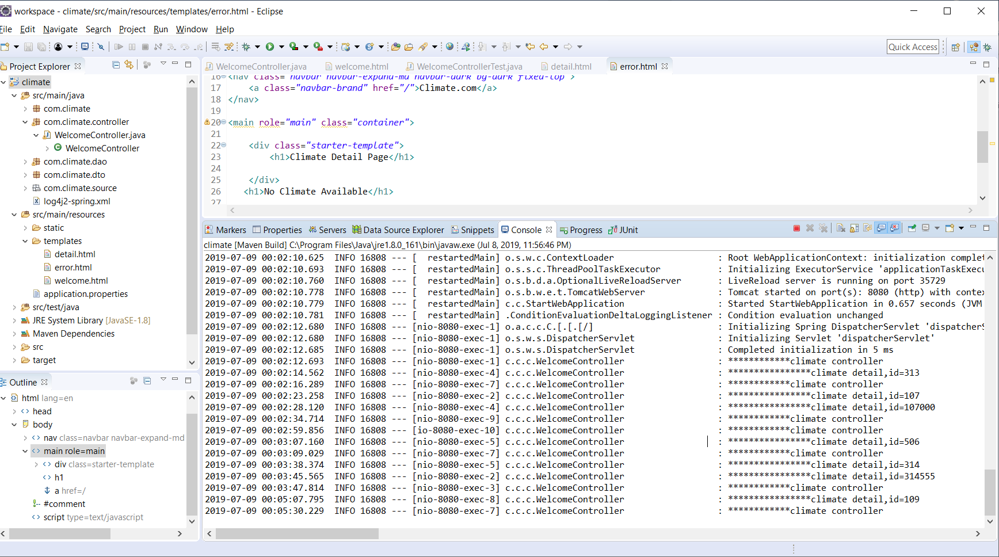 workspace - climate/src/main/resources/templates/error.html - Eclipse
File Edit Navigate Search Project Run Window Help
Quick Access
Project Explorer
climate
src/main/java
com.climate
com.climate.controller
WelcomeController.java
WelcomeController
com.climate.dao
com.climate.dto
com.climate.source
log4j2-spring.xml
src/main/resources
static
templates
detail.html
error.html
welcome.html
application.properties
src/test/java
JRE System Library [JavaSE-1.8]
Maven Dependencies
src
target
Outline
html lang=en
head
body
nav class=navbar navbar-expand-md
main role=main
div class=starter-template
h1
a href=/
#comment
script type=text/javascript
WelcomeController.java welcome.html WelcomeControllerTest.java detail.html error.html
16 <nav class="navbar navbar-expand-md navbar-dark bg-dark fixed-top">
17 <a class="navbar-brand" href="/">Climate.com</a>
18 </nav>
19
20 <main role="main" class="container">
21
22 <div class="starter-template">
23 <h1>Climate Detail Page</h1>
24
25 </div>
26 <h1>No Climate Available</h1>
27
Markers Properties Servers Data Source Explorer Snippets Console Progress JUnit
climate [Maven Build] C:\Program Files\Java\jre1.8.0_161\bin\javaw.exe (Jul 8, 2019, 11:56:46 PM)
2019-07-09 00:02:10.625 INFO 16808 --- [ restartedMain] o.s.w.c.ContextLoader : Root WebApplicationContext: initialization complet
2019-07-09 00:02:10.693 INFO 16808 --- [ restartedMain] o.s.s.c.ThreadPoolTaskExecutor : Initializing ExecutorService 'applicationTaskExecu
2019-07-09 00:02:10.760 INFO 16808 --- [ restartedMain] o.s.b.d.a.OptionalLiveReloadServer : LiveReload server is running on port 35729
2019-07-09 00:02:10.778 INFO 16808 --- [ restartedMain] o.s.b.w.e.t.TomcatWebServer : Tomcat started on port(s): 8080 (http) with contex
2019-07-09 00:02:10.779 INFO 16808 --- [ restartedMain] c.c.StartWebApplication : Started StartWebApplication in 0.657 seconds (JVM
2019-07-09 00:02:10.781 INFO 16808 --- [ restartedMain] .ConditionEvaluationDeltaLoggingListener : Condition evaluation unchanged
2019-07-09 00:02:12.680 INFO 16808 --- [nio-8080-exec-1] o.a.c.c.C.[.[.[/] : Initializing Spring DispatcherServlet 'dispatcherS
2019-07-09 00:02:12.680 INFO 16808 --- [nio-8080-exec-1] o.s.w.s.DispatcherServlet : Initializing Servlet 'dispatcherServlet'
2019-07-09 00:02:12.685 INFO 16808 --- [nio-8080-exec-1] o.s.w.s.DispatcherServlet : Completed initialization in 5 ms
2019-07-09 00:02:12.693 INFO 16808 --- [nio-8080-exec-1] c.c.c.WelcomeController : ************climate controller
2019-07-09 00:02:14.562 INFO 16808 --- [nio-8080-exec-4] c.c.c.WelcomeController : ****************climate detail,id=313
2019-07-09 00:02:16.289 INFO 16808 --- [nio-8080-exec-7] c.c.c.WelcomeController : ************climate controller
2019-07-09 00:02:23.258 INFO 16808 --- [nio-8080-exec-2] c.c.c.WelcomeController : ****************climate detail,id=107
2019-07-09 00:02:28.120 INFO 16808 --- [nio-8080-exec-4] c.c.c.WelcomeController : ****************climate detail,id=107000
2019-07-09 00:02:34.714 INFO 16808 --- [nio-8080-exec-9] c.c.c.WelcomeController : ************climate controller
2019-07-09 00:02:59.856 INFO 16808 --- [io-8080-exec-10] c.c.c.WelcomeController : ************climate controller
2019-07-09 00:03:07.160 INFO 16808 --- [nio-8080-exec-5] c.c.c.WelcomeController : ****************climate detail,id=506
2019-07-09 00:03:09.029 INFO 16808 --- [nio-8080-exec-7] c.c.c.WelcomeController : ************climate controller
2019-07-09 00:03:38.374 INFO 16808 --- [nio-8080-exec-5] c.c.c.WelcomeController : ****************climate detail,id=314
2019-07-09 00:03:45.565 INFO 16808 --- [nio-8080-exec-2] c.c.c.WelcomeController : ****************climate detail,id=314555
2019-07-09 00:03:47.814 INFO 16808 --- [nio-8080-exec-3] c.c.c.WelcomeController : ************climate controller
2019-07-09 00:05:07.795 INFO 16808 --- [nio-8080-exec-8] c.c.c.WelcomeController : ****************climate detail,id=109
2019-07-09 00:05:30.229 INFO 16808 --- [nio-8080-exec-7] c.c.c.WelcomeController : ************climate controller